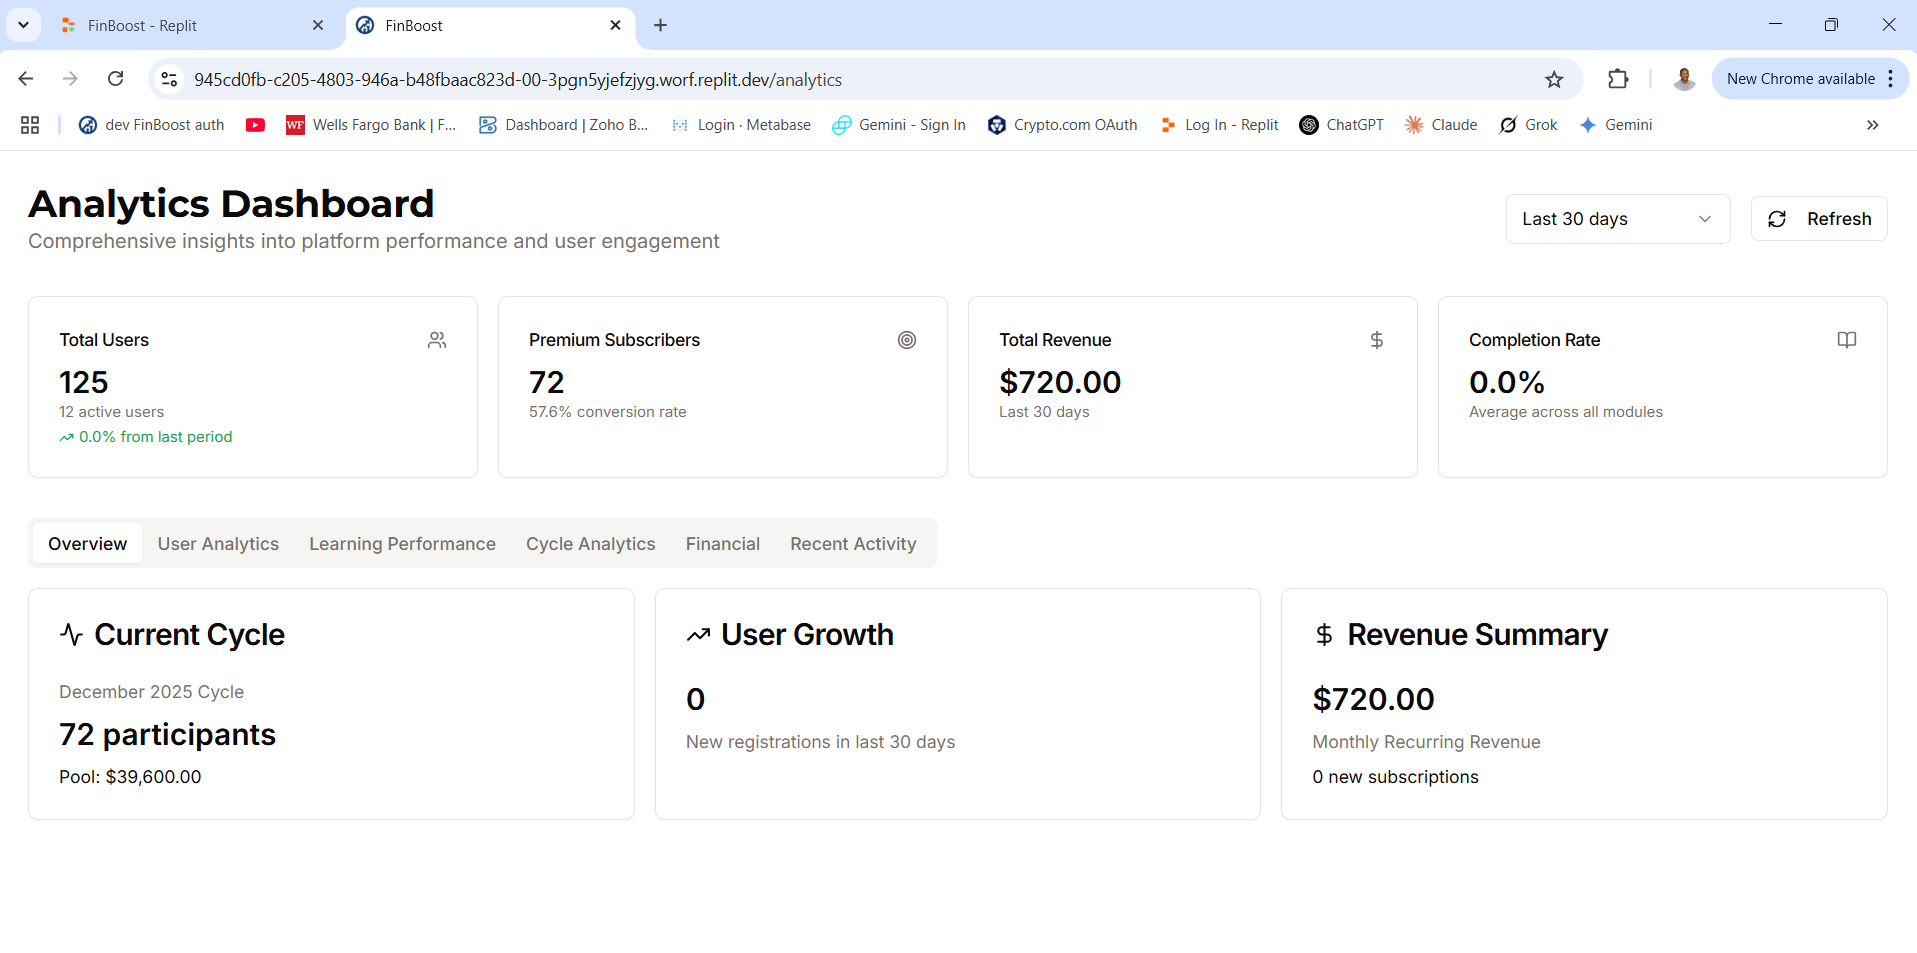 FinBoost - Replit
FinBoost
945cd0fb-c205-4803-946a-b48fbaac823d-00-3pgn5yjefzjyg.worf.replit.dev/analytics
New Chrome available
dev FinBoost auth
WF Wells Fargo Bank | F...
Dashboard | Zoho B...
Login · Metabase
Gemini - Sign In
Crypto.com OAuth
Log In - Replit
ChatGPT
Claude
Grok
Gemini
Analytics Dashboard
Comprehensive insights into platform performance and user engagement
Last 30 days
Refresh
Total Users
125
12 active users
0.0% from last period
Premium Subscribers
72
57.6% conversion rate
Total Revenue
$720.00
Last 30 days
Completion Rate
0.0%
Average across all modules
Overview
User Analytics
Learning Performance
Cycle Analytics
Financial
Recent Activity
Current Cycle
December 2025 Cycle
72 participants
Pool: $39,600.00
User Growth
0
New registrations in last 30 days
Revenue Summary
$720.00
Monthly Recurring Revenue
0 new subscriptions